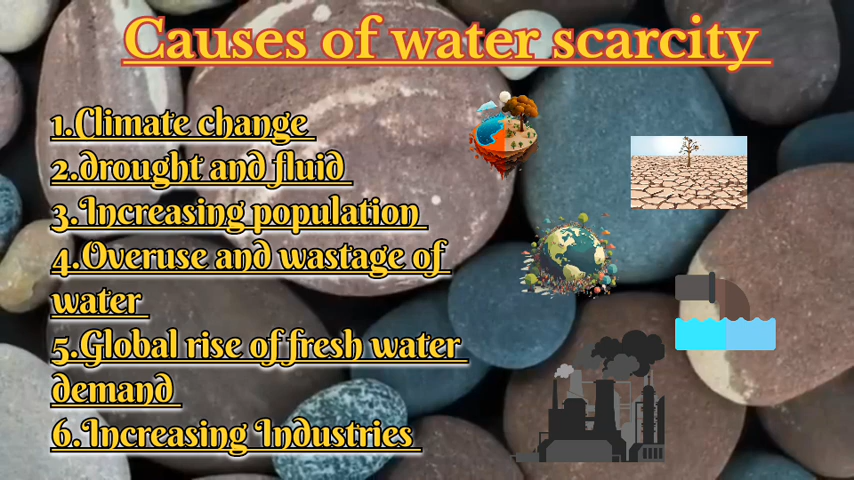 Causes of water scarcity
1.Climate change
2.drought and fluid
3.Increasing population
4.Overuse and wastage of
water
5.Global rise of fresh water
demand
6.Increasing Industries